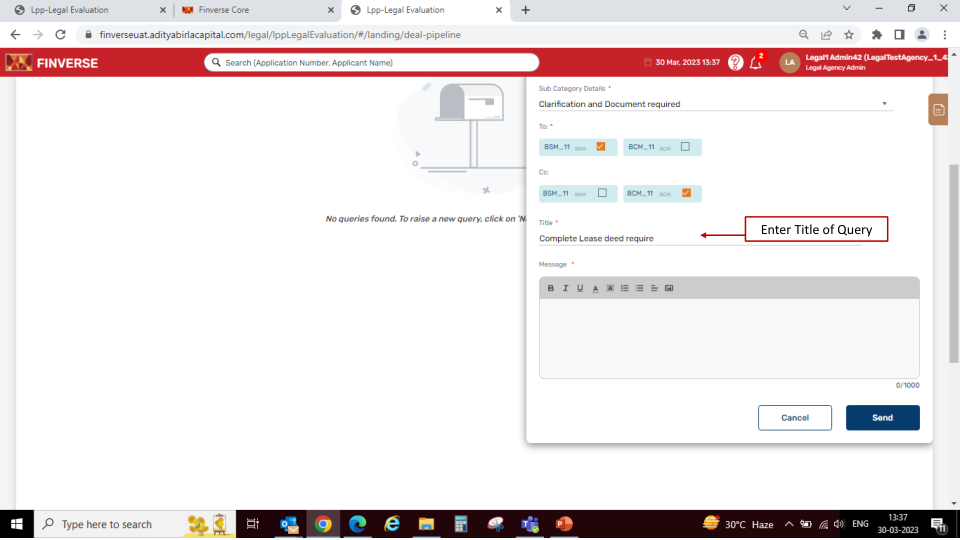 Lpp-Legal Evaluation
Finverse Core
Lpp-Legal Evaluation
finverseuat.adityabirlacapital.com/legal/lppLegalEvaluation/#/landing/deal-pipeline
FINVERSE
Search (Application Number, Applicant Name)
30 Mar, 2023 13:37
2
LA
Legal1 Admin42 (LegalTestAgency_1_4
Legal Agency Admin
Sub Category Details *
Clarification and Document required
To: *
BSM_11 BSM
BCM_11 BCM
Cc:
BSM_11 BSM
BCM_11 BCM
No queries found. To raise a new query, click on 'N
Title *
Complete Lease deed require
Enter Title of Query
Message *
B I U A A
0/1000
Cancel
Send
Type here to search
30°C Haze
ENG
13:37
30-03-2023